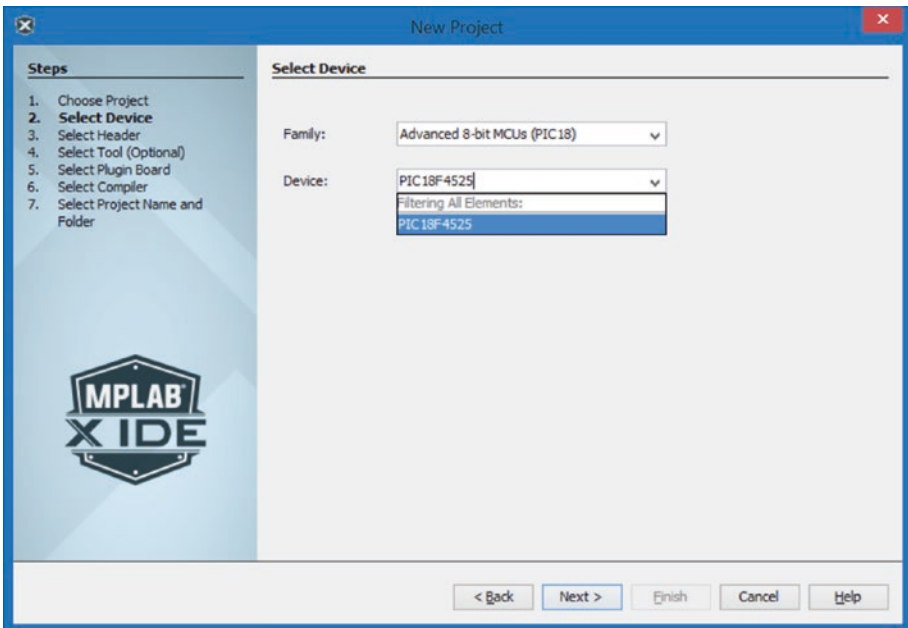 New Project
Steps
1. Choose Project
2. Select Device
3. Select Header
4. Select Tool (Optional)
5. Select Plugin Board
6. Select Compiler
7. Select Project Name and
Folder
MPLAB
X IDE
Select Device
Family: Advanced 8-bit MCUs (PIC18)
Device: PIC18F4525
Filtering All Elements:
PIC18F4525
< Back Next > Finish Cancel Help